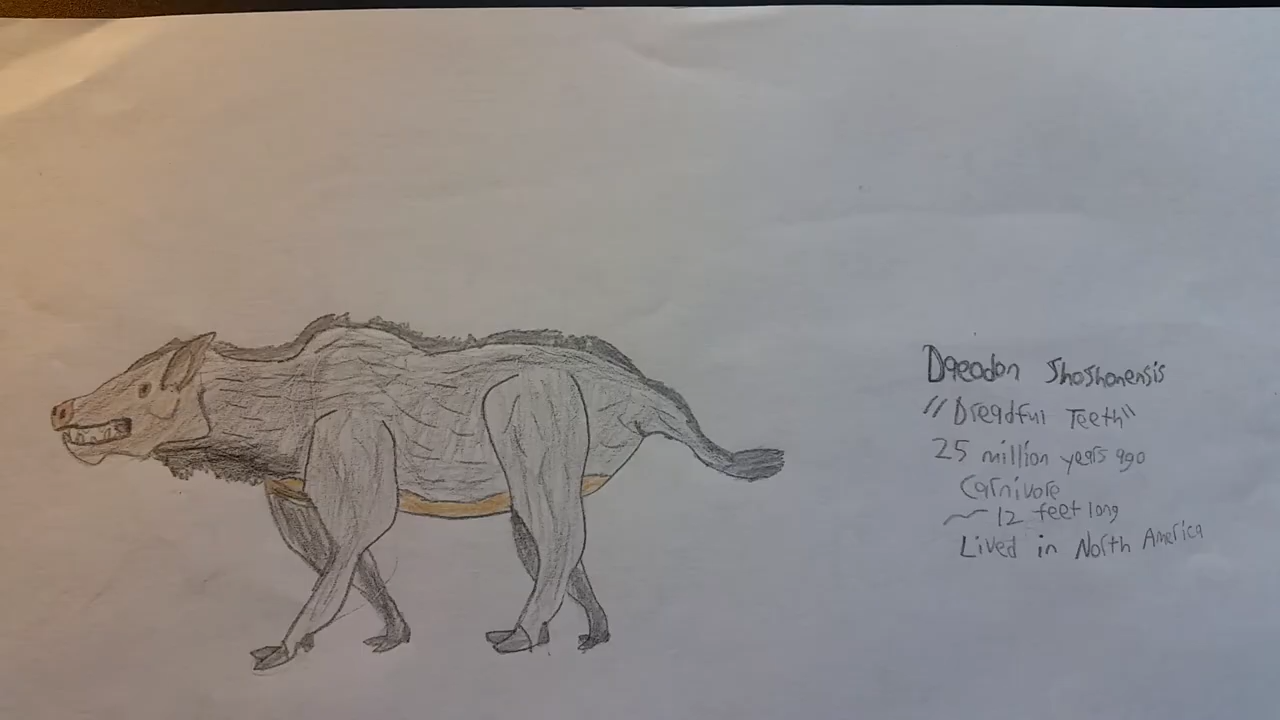 Daeodon Shoshonensis
"Dreadful Teeth"
25 million years ago
Carnivore
~12 feet long
Lived in North America